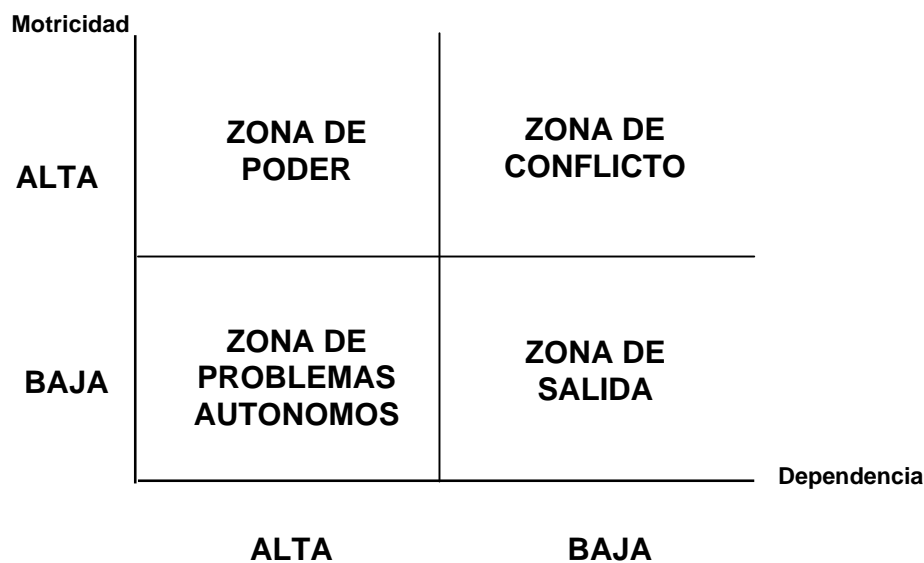 Motricidad
ZONA DE
PODER
ZONA DE
CONFLICTO
ALTA
ZONA DE
PROBLEMAS
AUTONOMOS
ZONA DE
SALIDA
BAJA
Dependencia
ALTA
BAJA